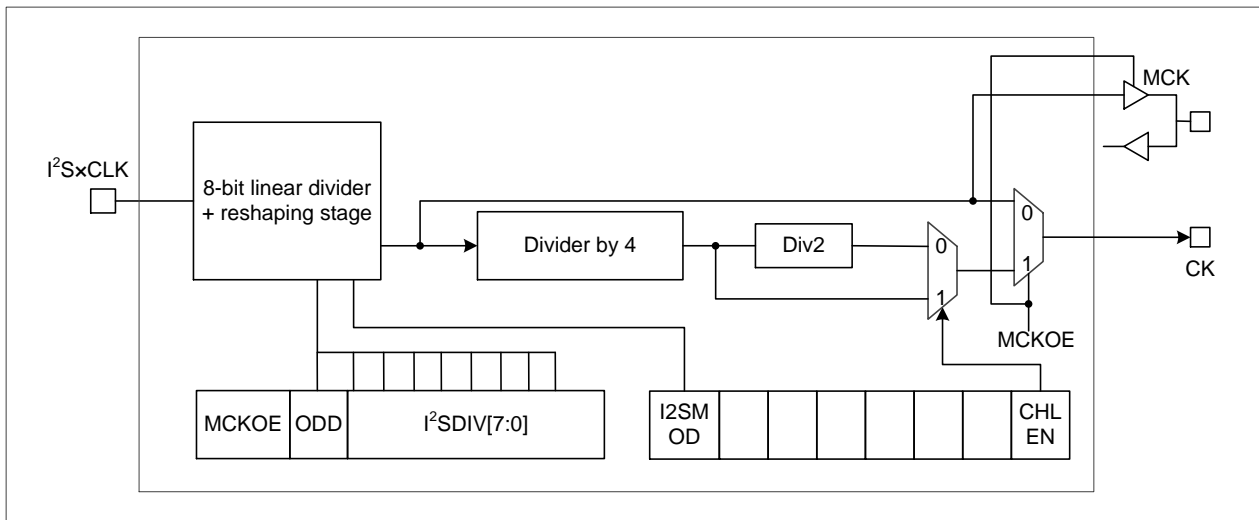 MCK
I²S×CLK
8-bit linear divider
+ reshaping stage
0
Divider by 4
Div2
0
1
1
CK
MCKOE
MCKOE
ODD
I²SDIV[7:0]
I2SM
OD
CHL
EN